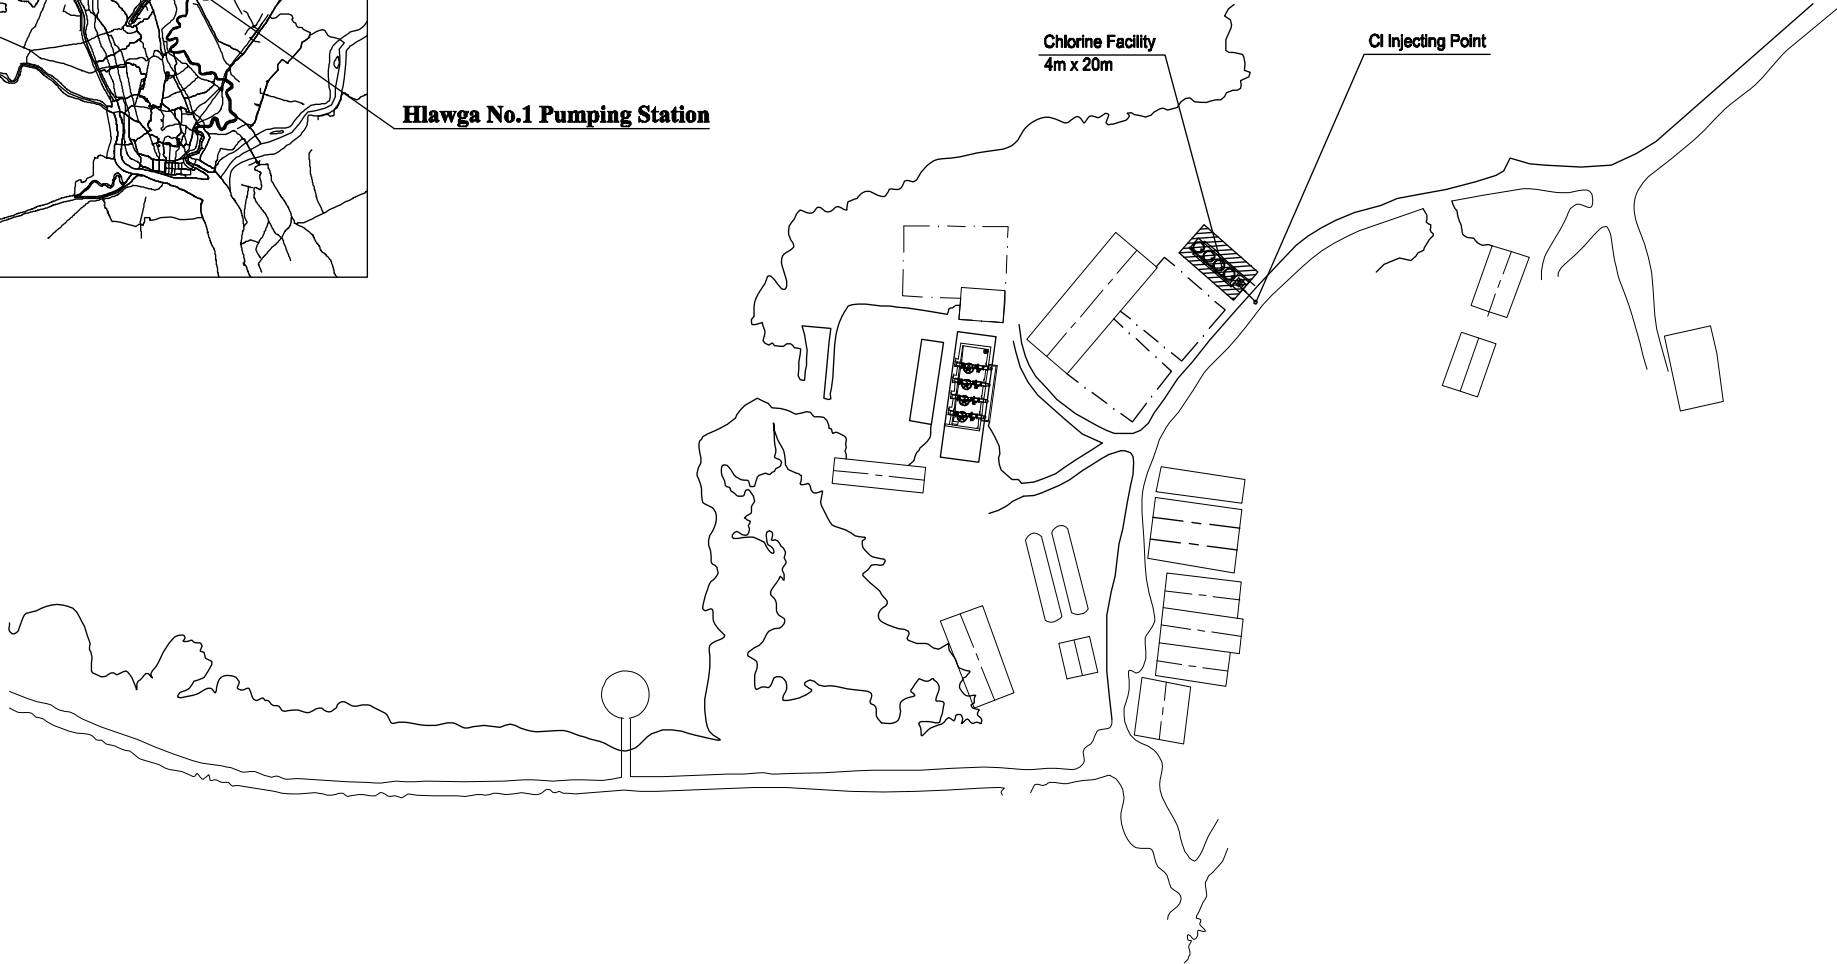 Chlorine Facility
4m x 20m
Cl Injecting Point
Hlawga No.1 Pumping Station